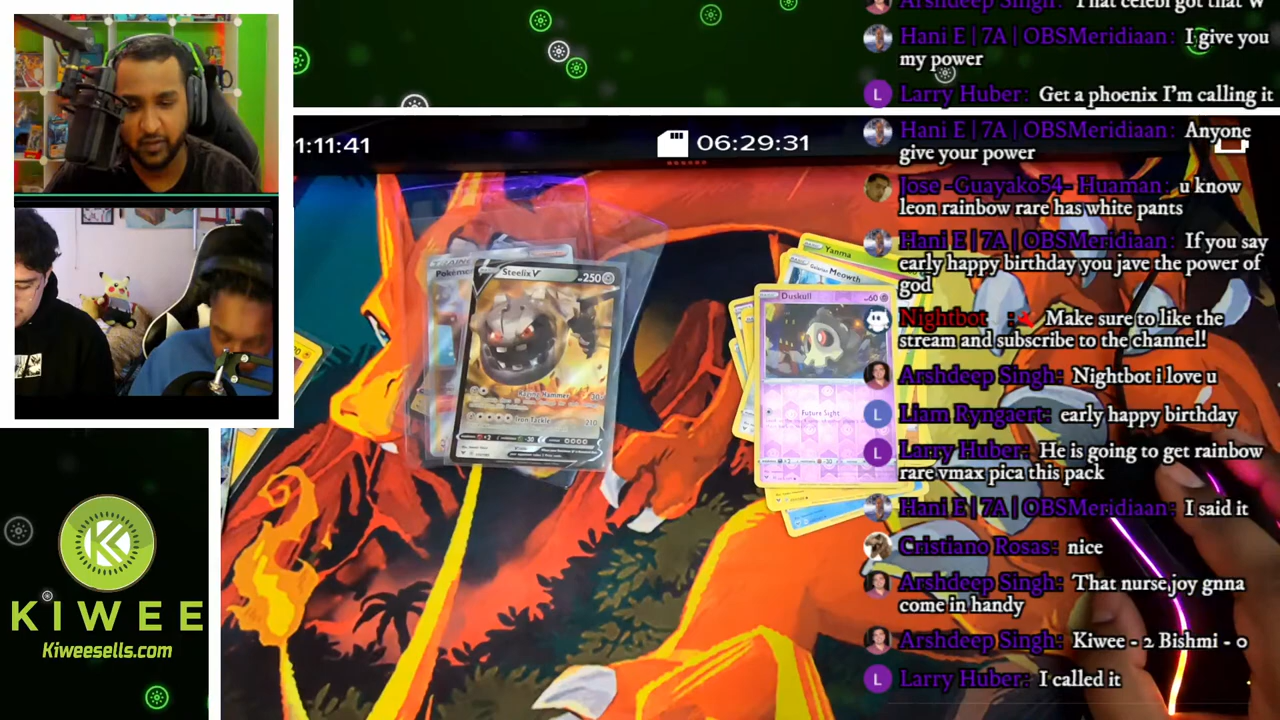 Arshdeep Singh: That celebi got that W
Hani E | 7A | OBSMeridiaan: I give you
my power
L Larry Huber: Get a phoenix I'm calling it
1:11:41
06:29:31
Hani E | 7A | OBSMeridiaan: Anyone
give your power
Jose -Guayako54- Huaman: u know
leon rainbow rare has white pants
Hani E | 7A | OBSMeridiaan: If you say
early happy birthday you jave the power of
god
Nightbot : Make sure to like the
stream and subscribe to the channel!
Arshdeep Singh: Nightbot i love u
L Liam Ryngaert: early happy birthday
L Larry Huber: He is going to get rainbow
rare vmax pica this pack
Hani E | 7A | OBSMeridiaan: I said it
Cristiano Rosas: nice
Arshdeep Singh: That nurse joy gnna
come in handy
Arshdeep Singh: Kiwee - 2 Bishmi - 0
L Larry Huber: I called it
Steelix V 250
Raging Hammer
Iron Tackle 210
Yanma
Galarian Meowth
Duskull 60
Future Sight
K
KIWEE
Kiweesells.com